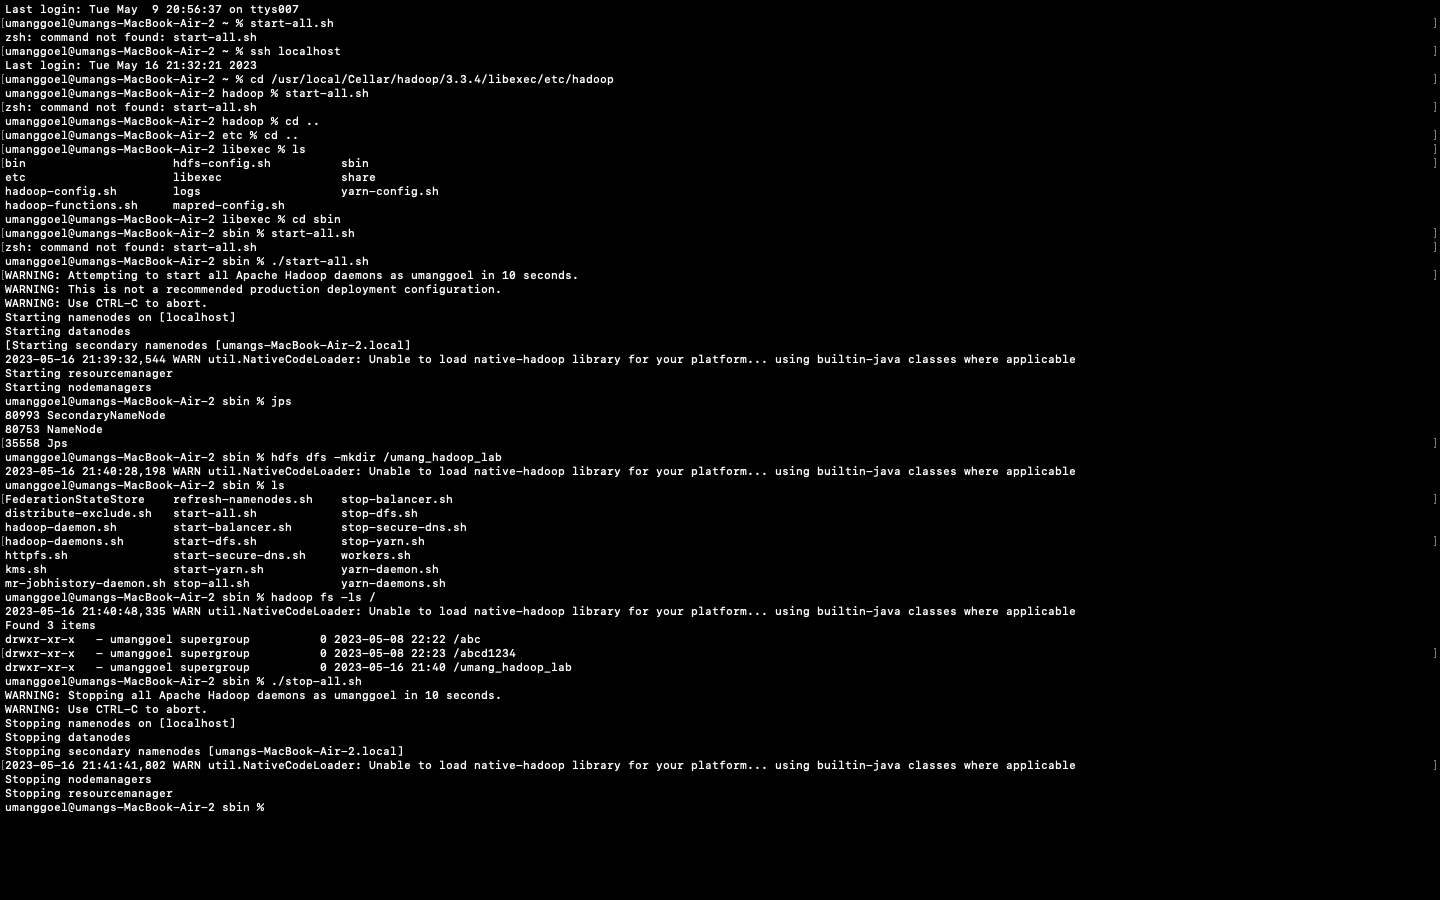 Last login: Tue May  9 20:56:37 on ttys007
[umanggoel@umangs-MacBook-Air-2 ~ % start-all.sh ]
zsh: command not found: start-all.sh
[umanggoel@umangs-MacBook-Air-2 ~ % ssh localhost ]
Last login: Tue May 16 21:32:21 2023
[umanggoel@umangs-MacBook-Air-2 ~ % cd /usr/local/Cellar/hadoop/3.3.4/libexec/etc/hadoop ]
umanggoel@umangs-MacBook-Air-2 hadoop % start-all.sh
[zsh: command not found: start-all.sh ]
umanggoel@umangs-MacBook-Air-2 hadoop % cd ..
[umanggoel@umangs-MacBook-Air-2 etc % cd .. ]
[umanggoel@umangs-MacBook-Air-2 libexec % ls ]
[bin                     hdfs-config.sh          sbin ]
etc                     libexec                 share
hadoop-config.sh        logs                    yarn-config.sh
hadoop-functions.sh     mapred-config.sh
umanggoel@umangs-MacBook-Air-2 libexec % cd sbin
[umanggoel@umangs-MacBook-Air-2 sbin % start-all.sh ]
[zsh: command not found: start-all.sh ]
umanggoel@umangs-MacBook-Air-2 sbin % ./start-all.sh
[WARNING: Attempting to start all Apache Hadoop daemons as umanggoel in 10 seconds. ]
WARNING: This is not a recommended production deployment configuration.
WARNING: Use CTRL-C to abort.
Starting namenodes on [localhost]
Starting datanodes
[Starting secondary namenodes [umangs-MacBook-Air-2.local]
2023-05-16 21:39:32,544 WARN util.NativeCodeLoader: Unable to load native-hadoop library for your platform... using builtin-java classes where applicable
Starting resourcemanager
Starting nodemanagers
umanggoel@umangs-MacBook-Air-2 sbin % jps
80993 SecondaryNameNode
80753 NameNode
[35558 Jps ]
umanggoel@umangs-MacBook-Air-2 sbin % hdfs dfs -mkdir /umang_hadoop_lab
2023-05-16 21:40:28,198 WARN util.NativeCodeLoader: Unable to load native-hadoop library for your platform... using builtin-java classes where applicable
umanggoel@umangs-MacBook-Air-2 sbin % ls
[FederationStateStore    refresh-namenodes.sh    stop-balancer.sh ]
distribute-exclude.sh   start-all.sh            stop-dfs.sh
hadoop-daemon.sh        start-balancer.sh       stop-secure-dns.sh
[hadoop-daemons.sh       start-dfs.sh            stop-yarn.sh ]
httpfs.sh               start-secure-dns.sh     workers.sh
kms.sh                  start-yarn.sh           yarn-daemon.sh
mr-jobhistory-daemon.sh stop-all.sh             yarn-daemons.sh
umanggoel@umangs-MacBook-Air-2 sbin % hadoop fs -ls /
2023-05-16 21:40:48,335 WARN util.NativeCodeLoader: Unable to load native-hadoop library for your platform... using builtin-java classes where applicable
Found 3 items
drwxr-xr-x   - umanggoel supergroup          0 2023-05-08 22:22 /abc
[drwxr-xr-x   - umanggoel supergroup          0 2023-05-08 22:23 /abcd1234 ]
drwxr-xr-x   - umanggoel supergroup          0 2023-05-16 21:40 /umang_hadoop_lab
umanggoel@umangs-MacBook-Air-2 sbin % ./stop-all.sh
WARNING: Stopping all Apache Hadoop daemons as umanggoel in 10 seconds.
WARNING: Use CTRL-C to abort.
Stopping namenodes on [localhost]
Stopping datanodes
Stopping secondary namenodes [umangs-MacBook-Air-2.local]
[2023-05-16 21:41:41,802 WARN util.NativeCodeLoader: Unable to load native-hadoop library for your platform... using builtin-java classes where applicable ]
Stopping nodemanagers
Stopping resourcemanager
umanggoel@umangs-MacBook-Air-2 sbin %